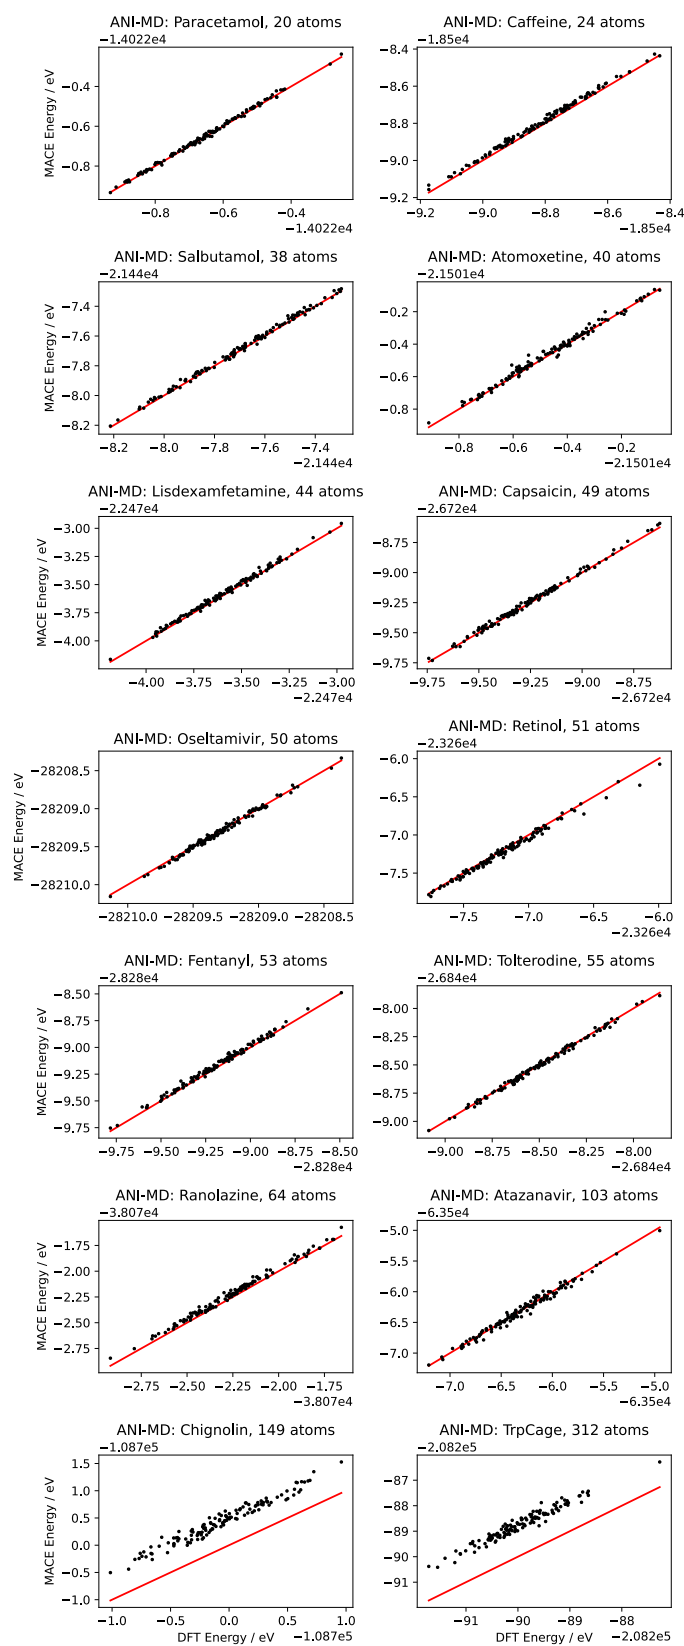 ANI-MD: Paracetamol, 20 atoms
−1.4022e4
MACE Energy / eV
−0.4
−0.6
−0.8
−0.8 −0.6 −0.4
−1.4022e4
ANI-MD: Caffeine, 24 atoms
−1.85e4
−8.4
−8.6
−8.8
−9.0
−9.2
−9.2 −9.0 −8.8 −8.6 −8.4
−1.85e4
ANI-MD: Salbutamol, 38 atoms
−2.144e4
MACE Energy / eV
−7.4
−7.6
−7.8
−8.0
−8.2
−8.2 −8.0 −7.8 −7.6 −7.4
−2.144e4
ANI-MD: Atomoxetine, 40 atoms
−2.1501e4
−0.2
−0.4
−0.6
−0.8
−0.8 −0.6 −0.4 −0.2
−2.1501e4
ANI-MD: Lisdexamfetamine, 44 atoms
−2.247e4
MACE Energy / eV
−3.00
−3.25
−3.50
−3.75
−4.00
−4.00 −3.75 −3.50 −3.25 −3.00
−2.247e4
ANI-MD: Capsaicin, 49 atoms
−2.672e4
−8.75
−9.00
−9.25
−9.50
−9.75
−9.75 −9.50 −9.25 −9.00 −8.75
−2.672e4
ANI-MD: Oseltamivir, 50 atoms
MACE Energy / eV
−28208.5
−28209.0
−28209.5
−28210.0
−28210.0 −28209.5 −28209.0 −28208.5
ANI-MD: Retinol, 51 atoms
−2.326e4
−6.0
−6.5
−7.0
−7.5
−7.5 −7.0 −6.5 −6.0
−2.326e4
ANI-MD: Fentanyl, 53 atoms
−2.828e4
MACE Energy / eV
−8.50
−8.75
−9.00
−9.25
−9.50
−9.75
−9.75 −9.50 −9.25 −9.00 −8.75 −8.50
−2.828e4
ANI-MD: Tolterodine, 55 atoms
−2.684e4
−8.00
−8.25
−8.50
−8.75
−9.00
−9.00 −8.75 −8.50 −8.25 −8.00
−2.684e4
ANI-MD: Ranolazine, 64 atoms
−3.807e4
MACE Energy / eV
−1.75
−2.00
−2.25
−2.50
−2.75
−2.75 −2.50 −2.25 −2.00 −1.75
−3.807e4
ANI-MD: Atazanavir, 103 atoms
−6.35e4
−5.0
−5.5
−6.0
−6.5
−7.0
−7.0 −6.5 −6.0 −5.5 −5.0
−6.35e4
ANI-MD: Chignolin, 149 atoms
−1.087e5
MACE Energy / eV
1.5
1.0
0.5
0.0
−0.5
−1.0
−1.0 −0.5 0.0 0.5 1.0
DFT Energy / eV −1.087e5
ANI-MD: TrpCage, 312 atoms
−2.082e5
−87
−88
−89
−90
−91
−91 −90 −89 −88
DFT Energy / eV −2.082e5